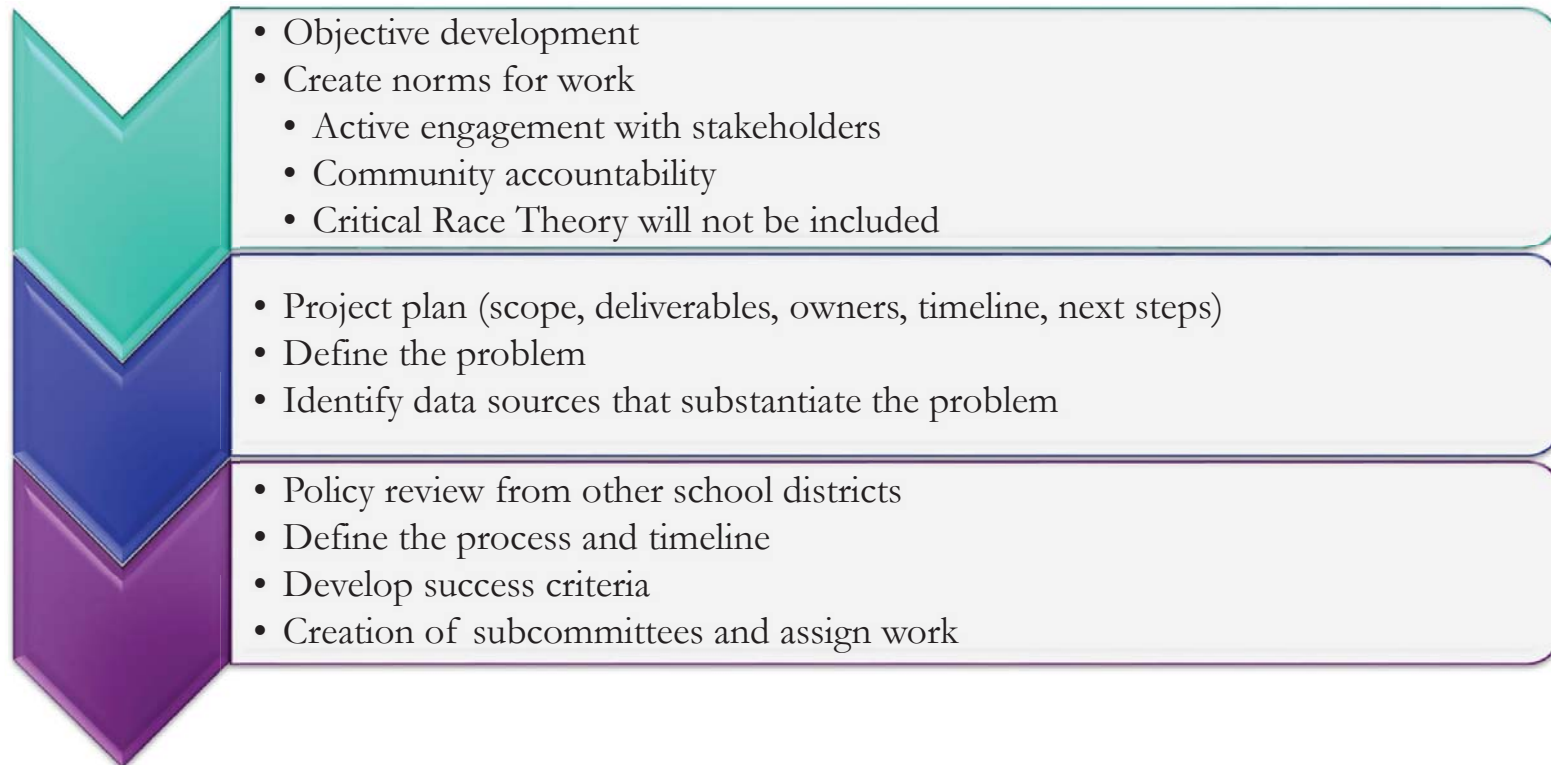 • Objective development
• Create norms for work
• Active engagement with stakeholders
• Community accountability
• Critical Race Theory will not be included
• Project plan (scope, deliverables, owners, timeline, next steps)
• Define the problem
• Identify data sources that substantiate the problem
• Policy review from other school districts
• Define the process and timeline
• Develop success criteria
• Creation of subcommittees and assign work